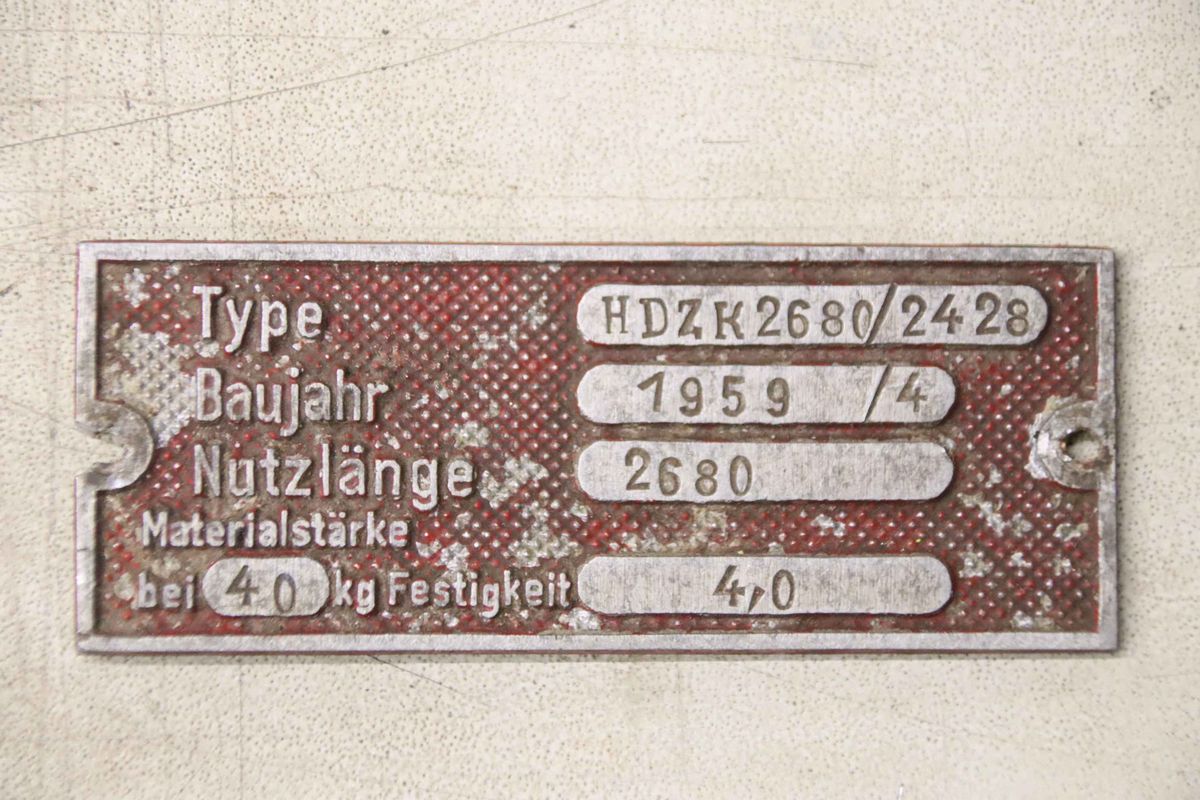 Type HDZK2680/2428
Baujahr 1959 /4
Nutzlänge 2680
Materialstärke
bei 40 kg Festigkeit 4,0